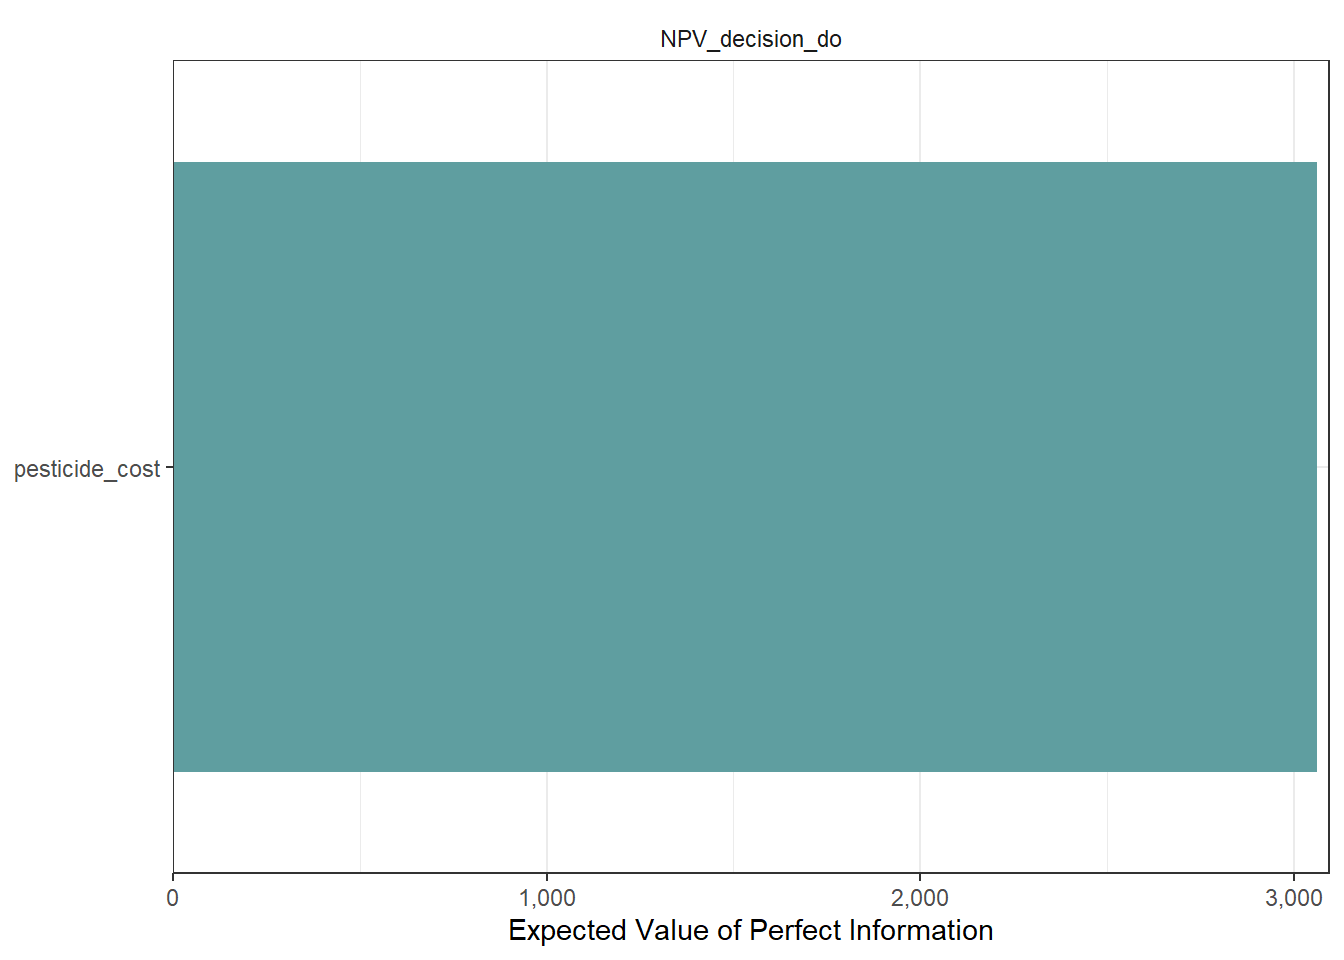 NPV_decision_do
pesticide_cost
0 1,000 2,000 3,000
Expected Value of Perfect Information